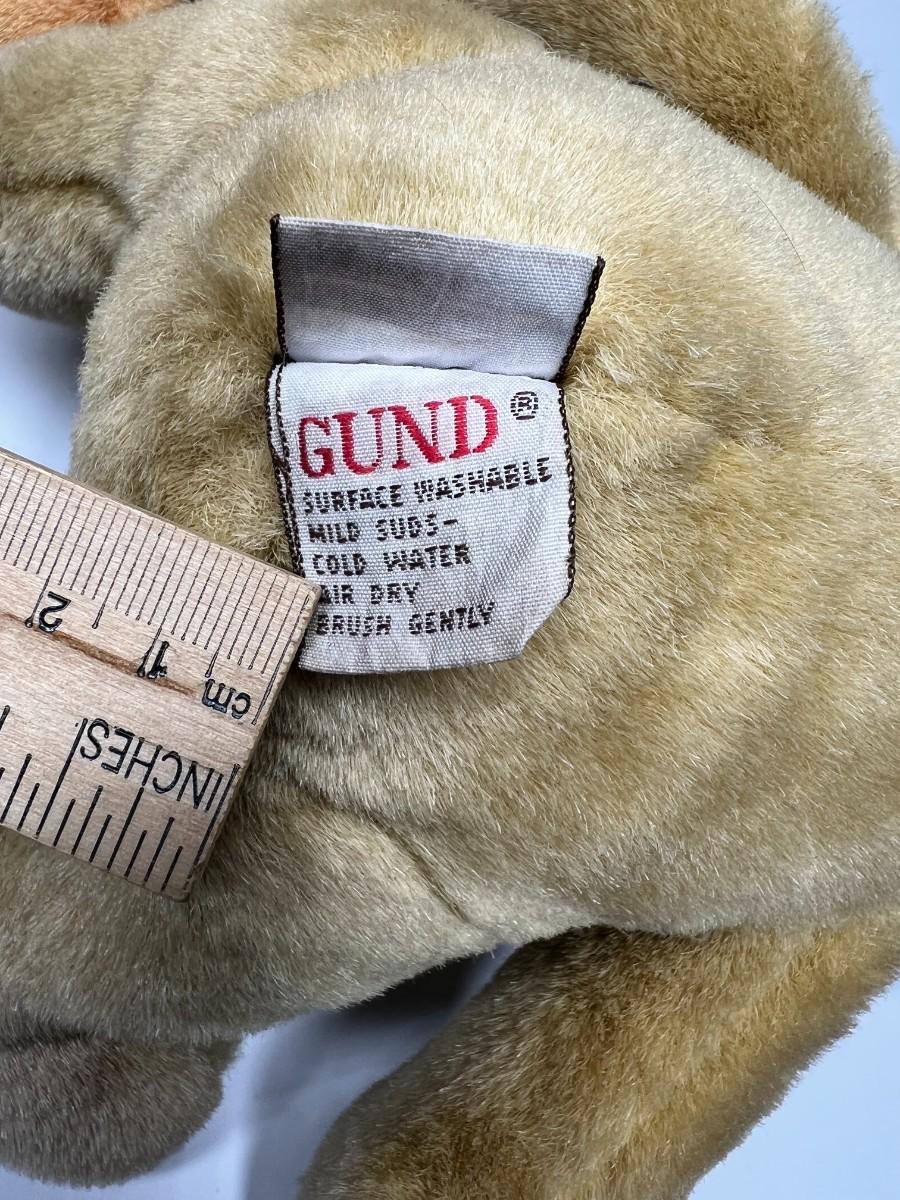 GUND®
SURFACE WASHABLE
MILD SUDS-
COLD WATER
AIR DRY
BRUSH GENTLY
2
1
cm
INCHES